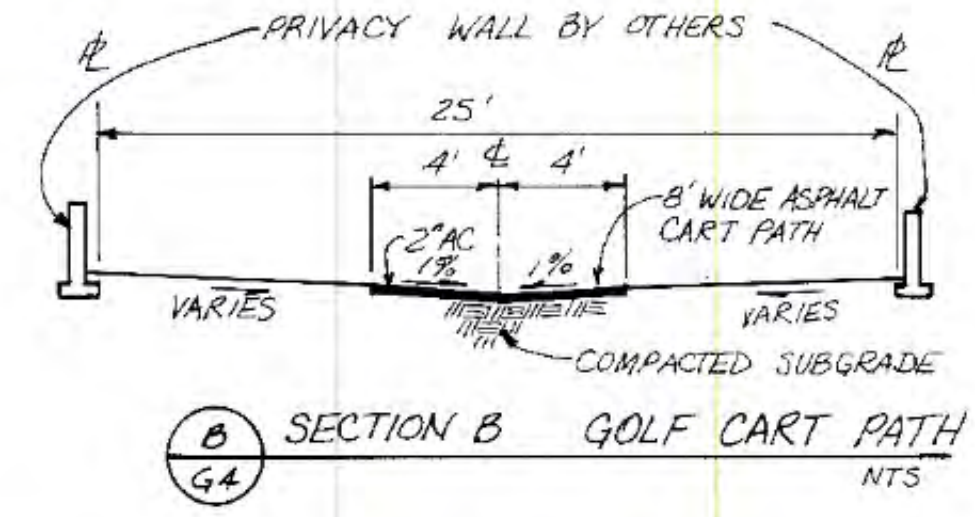 PRIVACY WALL BY OTHERS
PL
PL
25'
4'
CL
4'
8' WIDE ASPHALT
CART PATH
2" AC
1%
1%
VARIES
VARIES
COMPACTED SUBGRADE
B
G4
SECTION B GOLF CART PATH
NTS